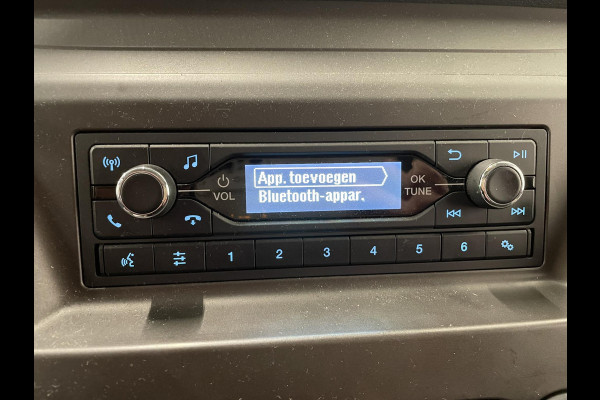 App. toevoegen
Bluetooth-appar.
VOL
OK
TUNE
1 2 3 4 5 6